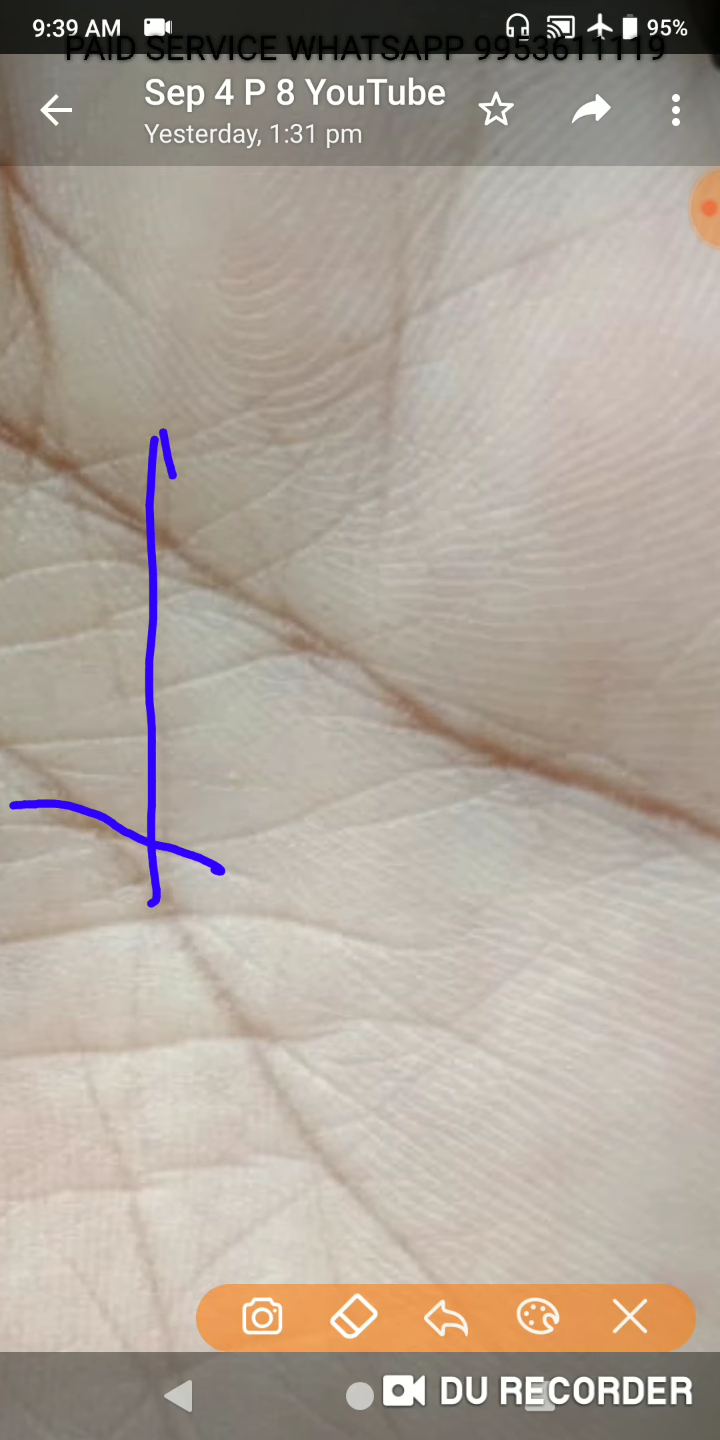 9:39 AM 95%
PAID SERVICE WHATSAPP 9953611119
Sep 4 P 8 YouTube
Yesterday, 1:31 pm
DU RECORDER